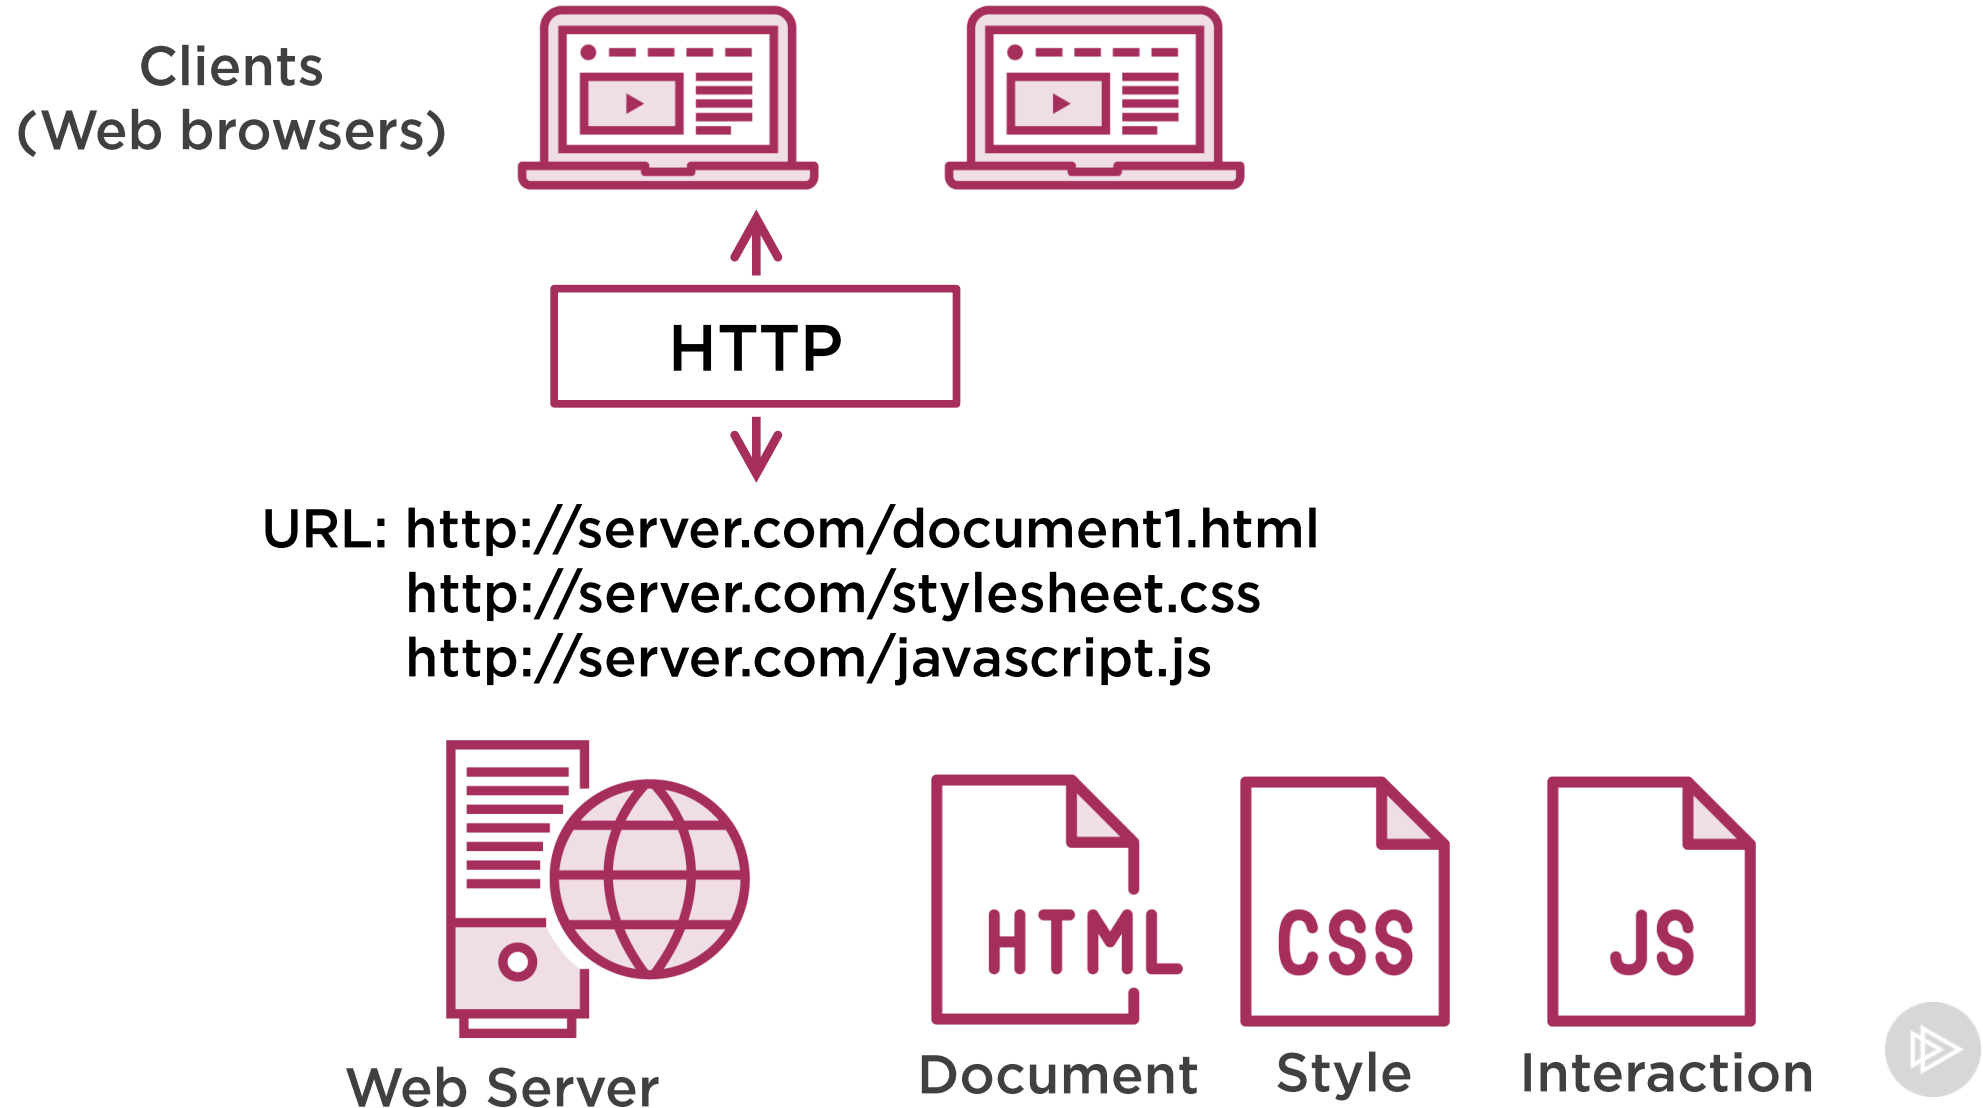 Clients
(Web browsers)
HTTP
URL: http://server.com/document1.html
http://server.com/stylesheet.css
http://server.com/javascript.js
HTML
CSS
JS
Web Server
Document
Style
Interaction